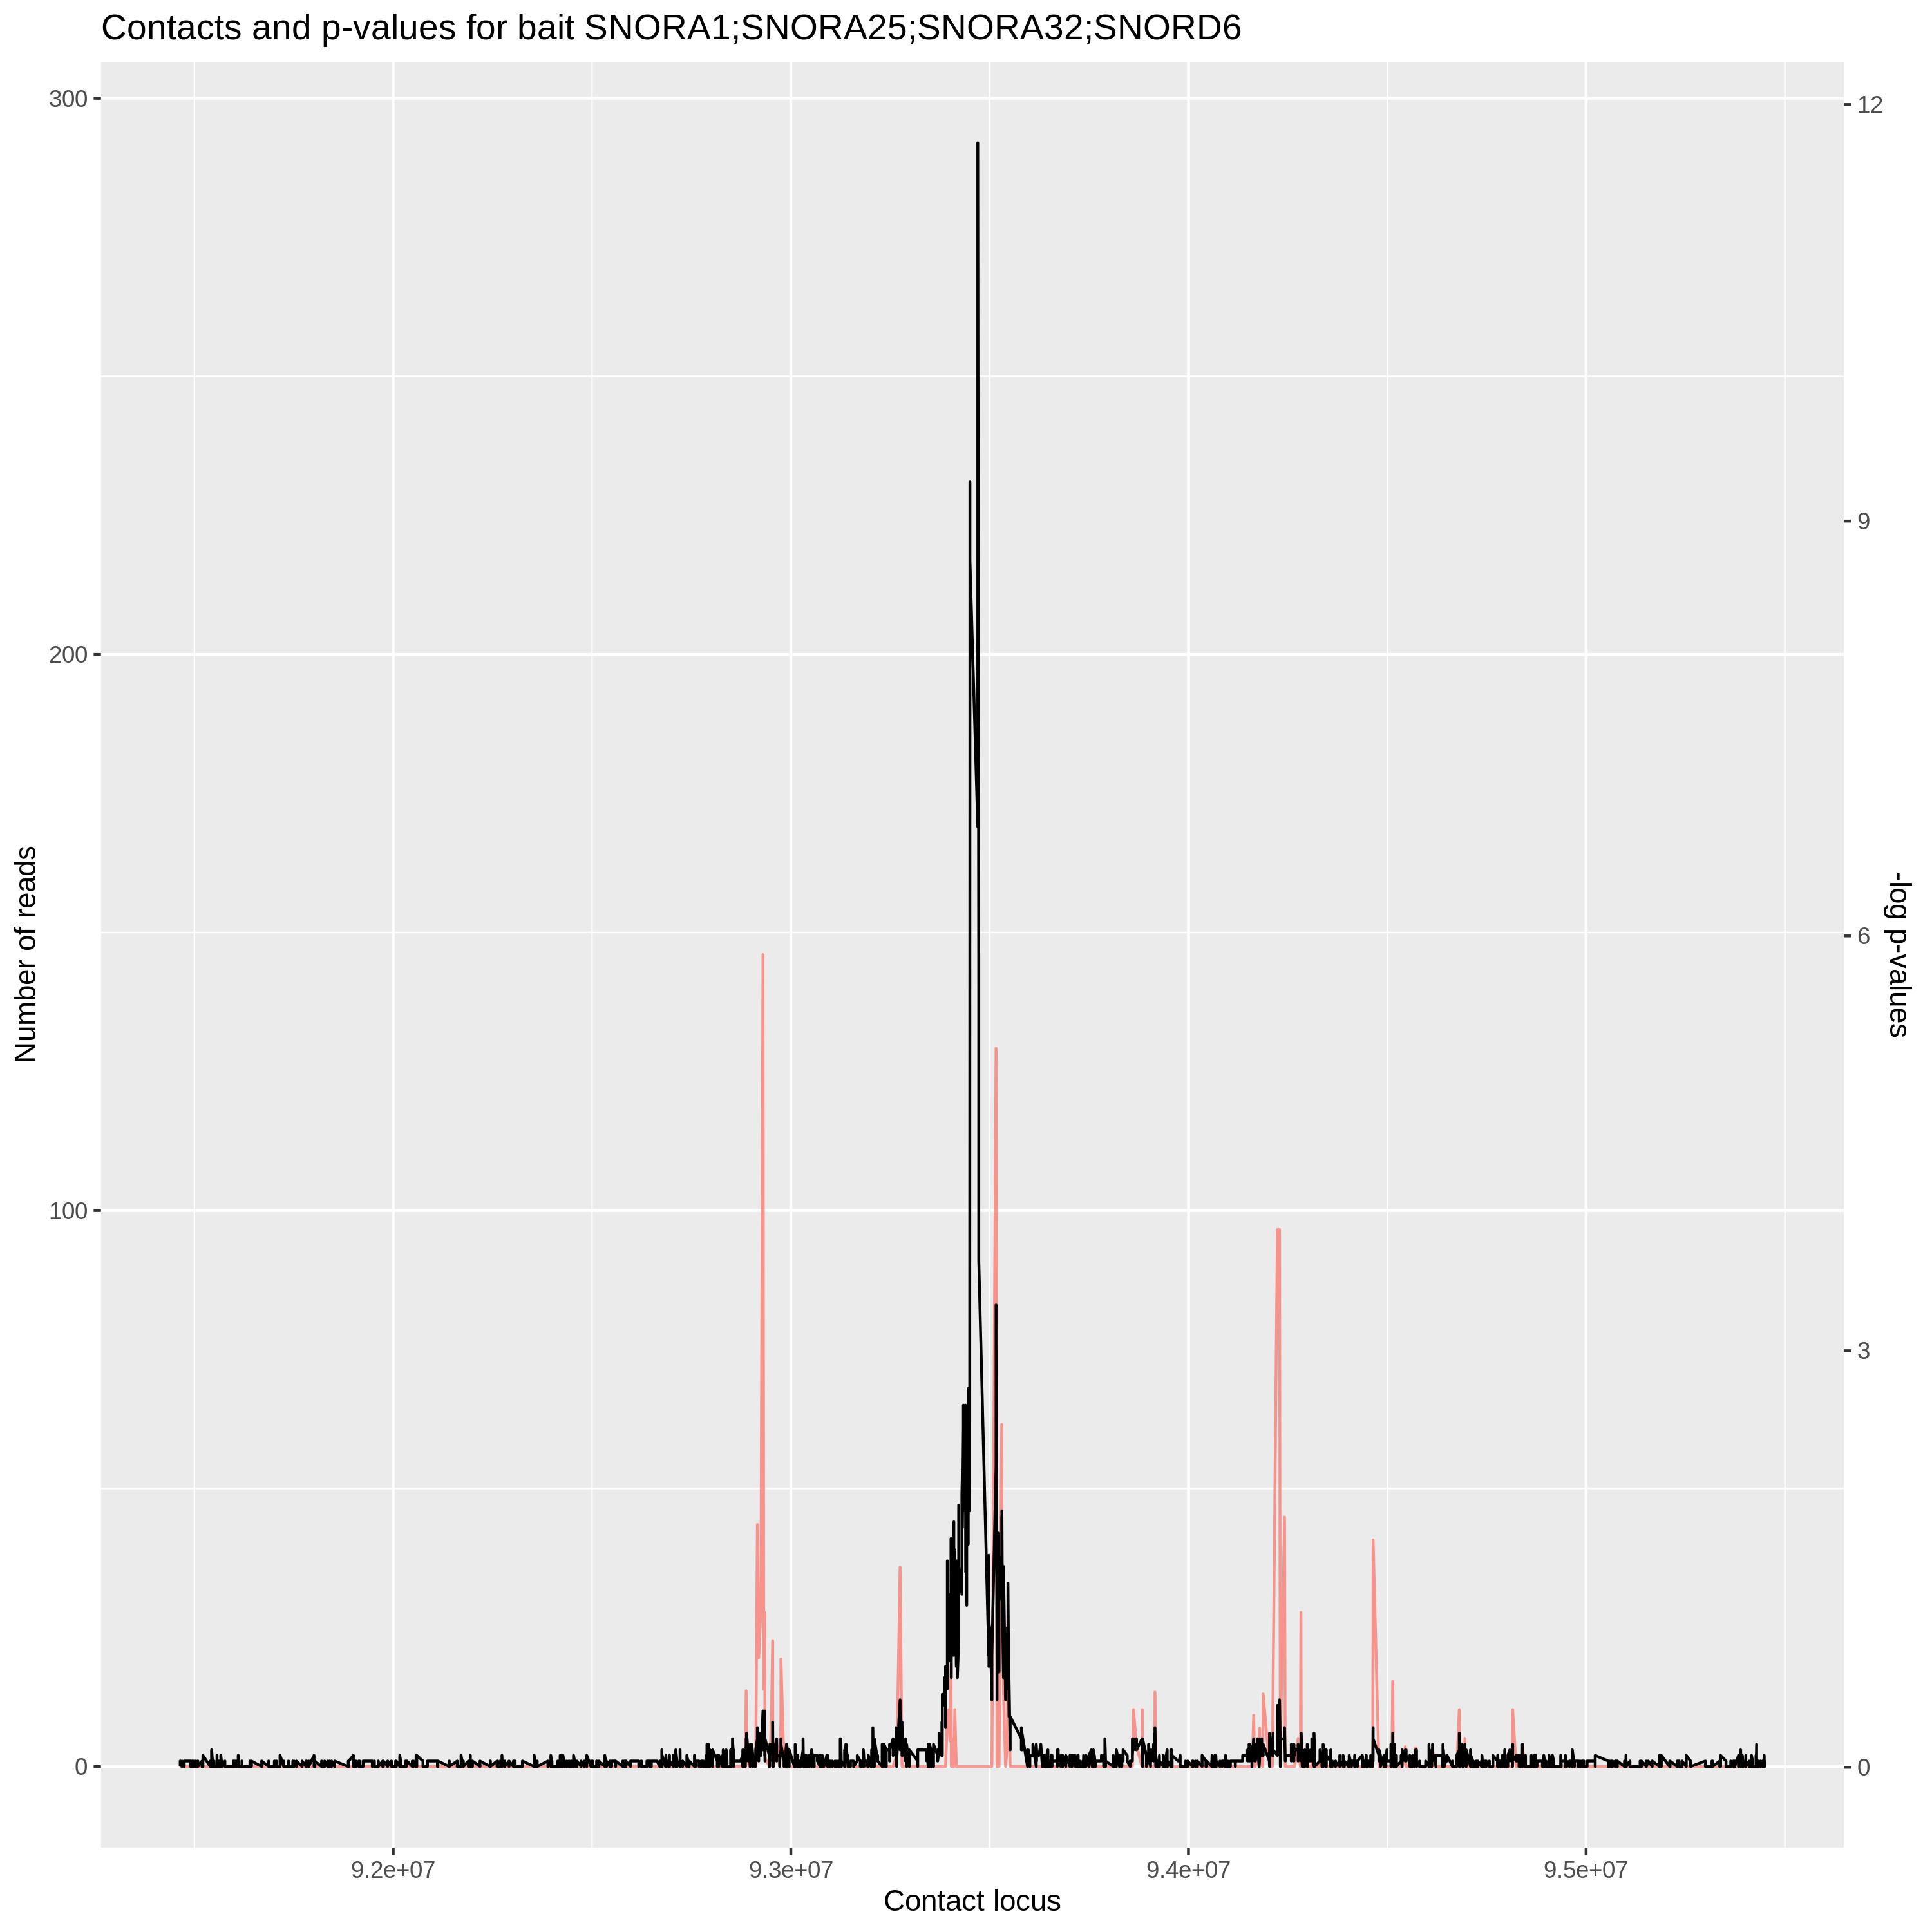 Contacts and p-values for bait SNORA1;SNORA25;SNORA32;SNORD6
300
200
100
0
12
9
6
3
0
Number of reads
-log p-values
9.2e+07
9.3e+07
9.4e+07
9.5e+07
Contact locus